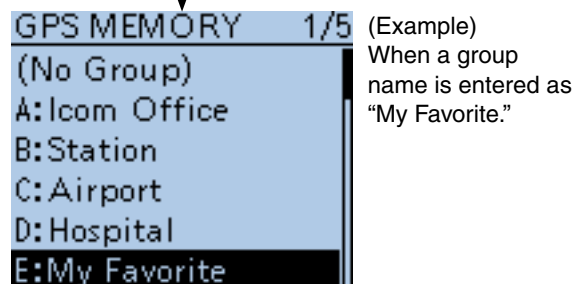 GPS MEMORY 1/5
(No Group)
A:Icom Office
B:Station
C:Airport
D:Hospital
E:My Favorite
(Example)
When a group
name is entered as
“My Favorite.”